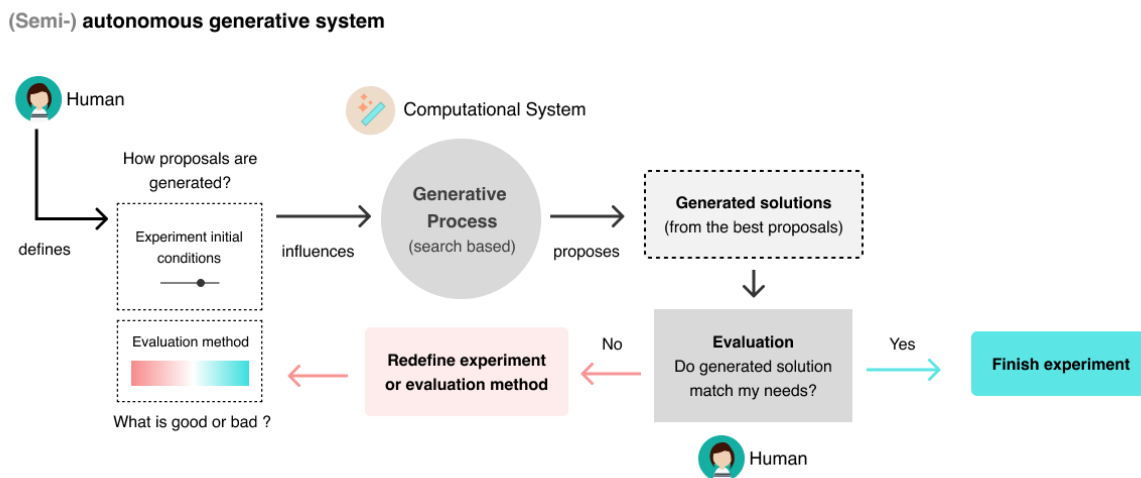 (Semi-) autonomous generative system
Human
Computational System
How proposals are
generated?
defines
Experiment initial
conditions
influences
Generative
Process
(search based)
proposes
Generated solutions
(from the best proposals)
Evaluation method
What is good or bad ?
Redefine experiment
or evaluation method
No
Evaluation
Do generated solution
match my needs?
Yes
Finish experiment
Human